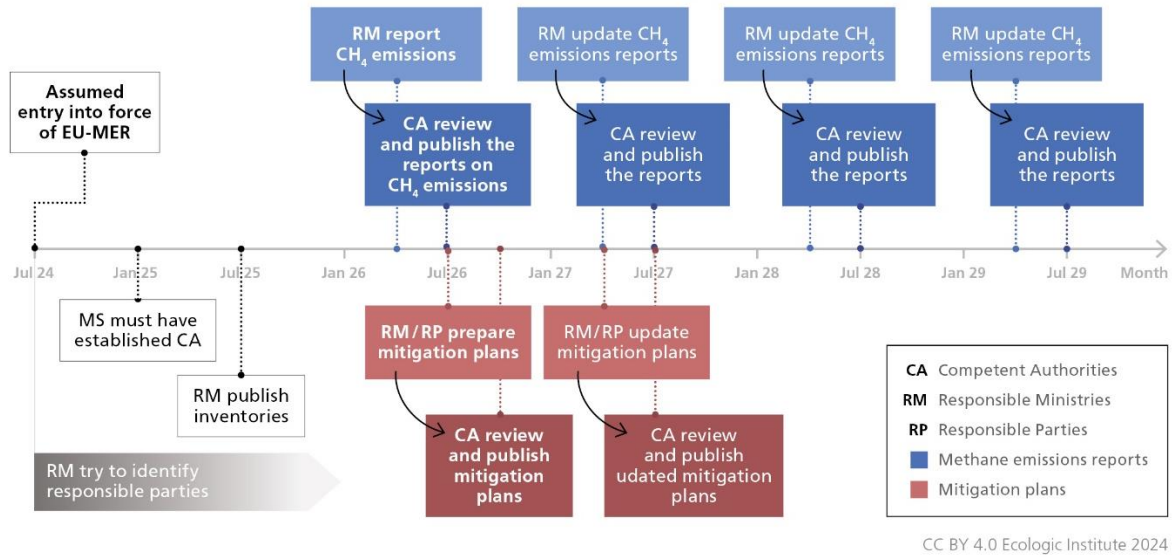 RM report
CH₄ emissions
RM update CH₄
emissions reports
RM update CH₄
emissions reports
RM update CH₄
emissions reports
Assumed
entry into force
of EU-MER
CA review
and publish the
reports on
CH₄ emissions
CA review
and publish
the reports
CA review
and publish
the reports
CA review
and publish
the reports
Jul 24
Jan 25
Jul 25
Jan 26
Jul 26
Jan 27
Jul 27
Jan 28
Jul 28
Jan 29
Jul 29
Month
MS must have
established CA
RM publish
inventories
RM try to identify
responsible parties
RM/RP prepare
mitigation plans
RM/RP update
mitigation plans
CA review
and publish
mitigation
plans
CA review
and publish
udated mitigation
plans
CA Competent Authorities
RM Responsible Ministries
RP Responsible Parties
Methane emissions reports
Mitigation plans
CC BY 4.0 Ecologic Institute 2024